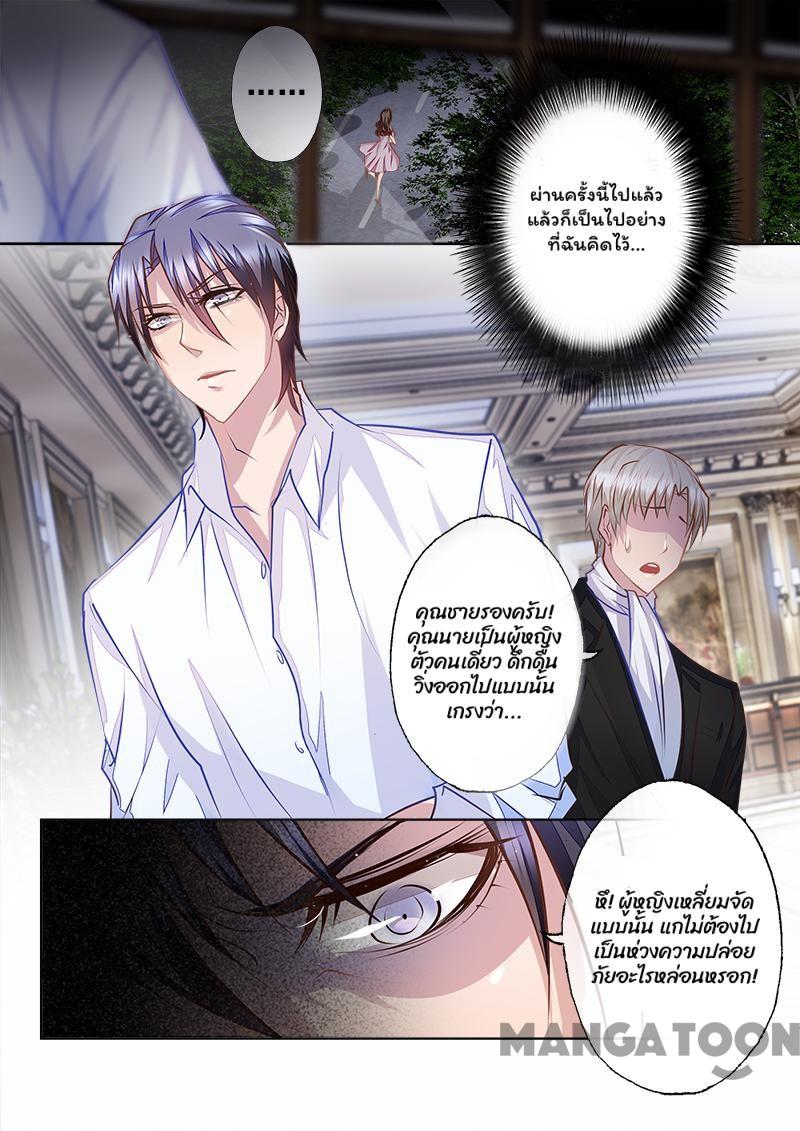 ......
ผ่านครั้งนี้ไปแล้ว
แล้วก็เป็นไปอย่าง
ที่ฉันคิดไว้...
คุณชายรองครับ!
คุณนายเป็นผู้หญิง
ตัวคนเดียว ดึกดื่น
วิ่งออกไปแบบนั้น
เกรงว่า...
หึ! ผู้หญิงเหลี่ยมจัด
แบบนั้น แกไม่ต้องไป
เป็นห่วงความปล่อย
ภัยอะไรหล่อนหรอก!
MANGATOON